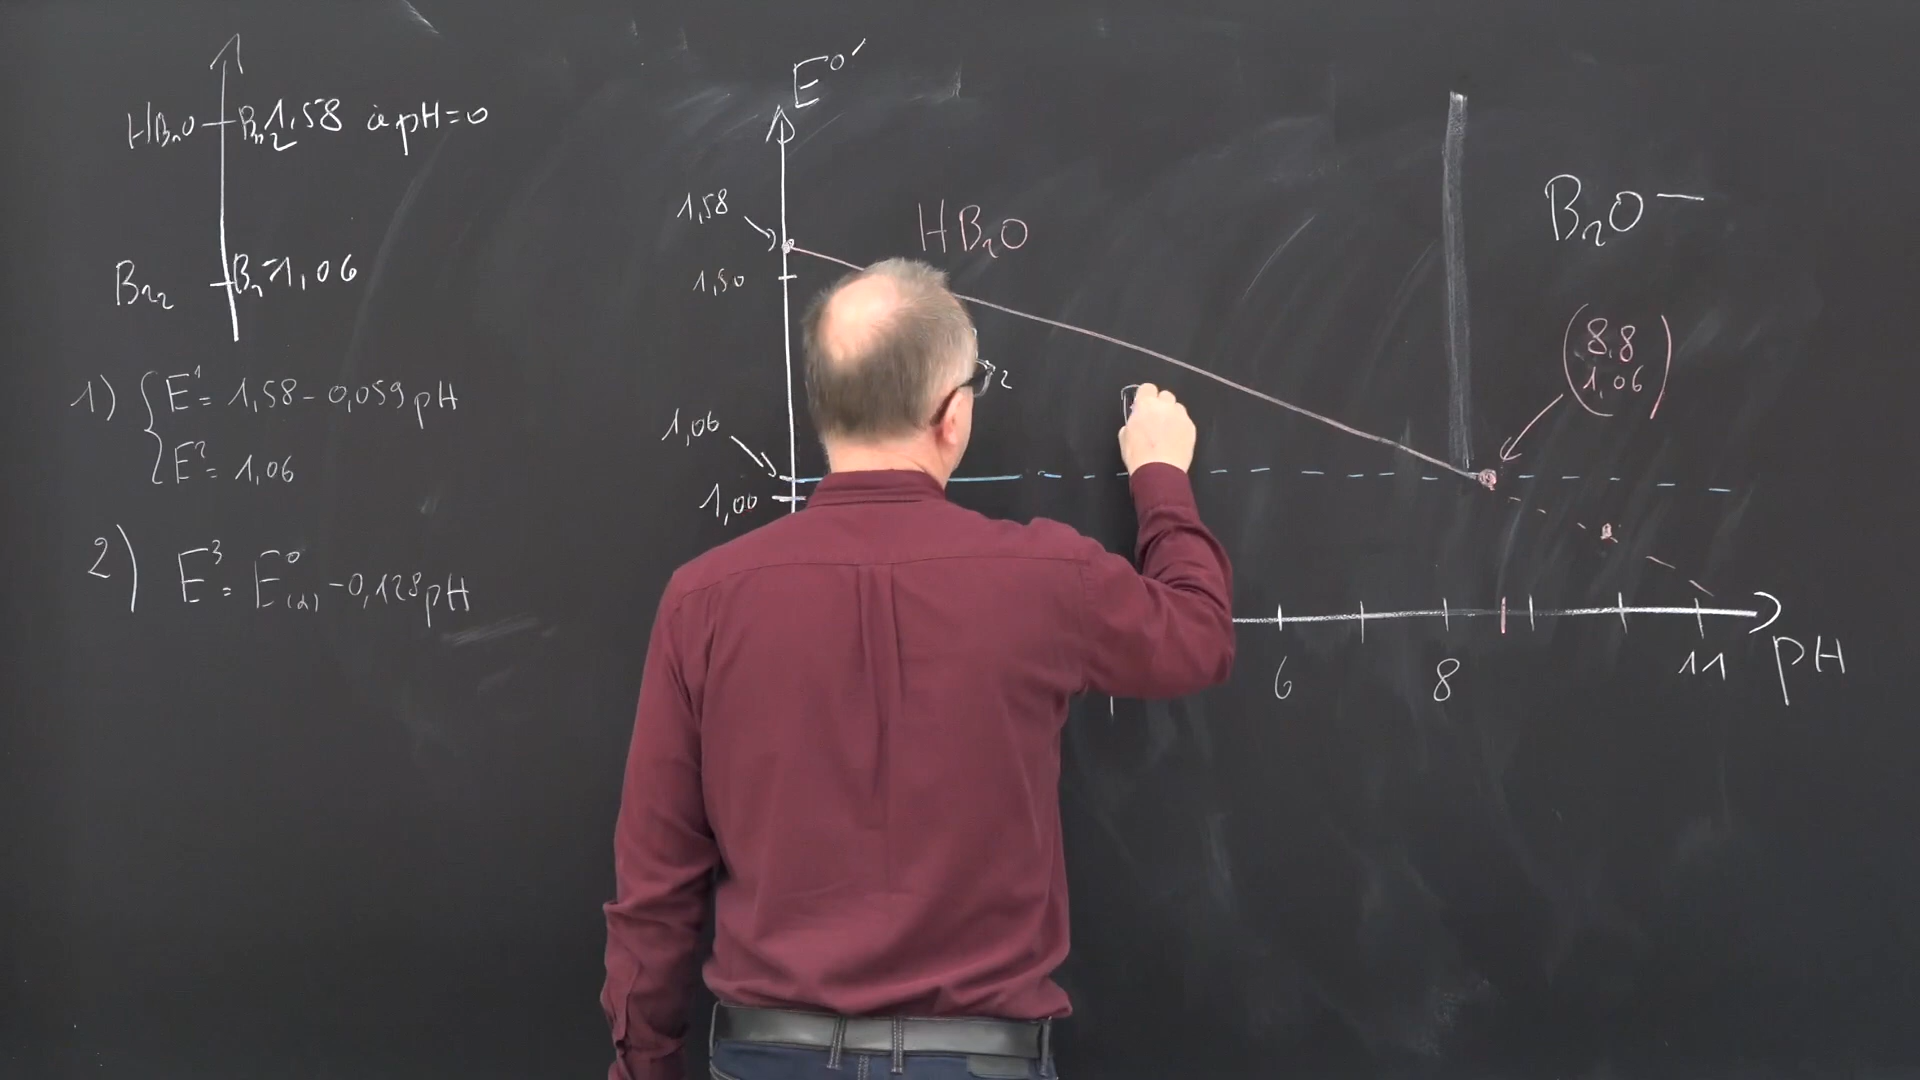 HBrO Br₂ 1,58 à pH=0
Br₂ Br⁻ 1,06
1) { E¹= 1,58 - 0,059 pH
E²= 1,06
2) E³= E⁰(α) - 0,128 pH
E⁰'
1,58
1,50
1,06
1,00
HBrO
₂
BrO⁻
(8,8
1,06)
6
8
11
pH